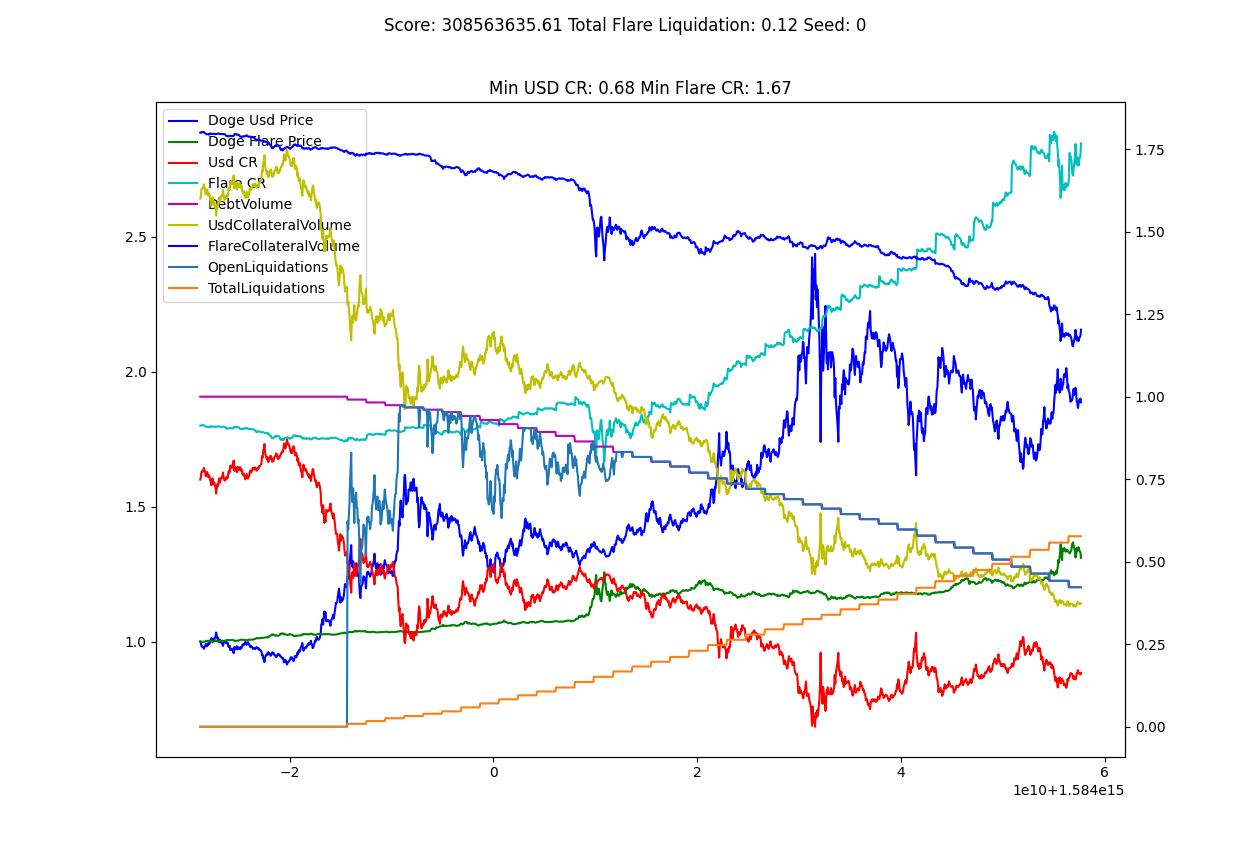 Score: 308563635.61 Total Flare Liquidation: 0.12 Seed: 0
Min USD CR: 0.68 Min Flare CR: 1.67
Doge Usd Price
Doge Flare Price
Usd CR
Flare CR
DebtVolume
UsdCollateralVolume
FlareCollateralVolume
OpenLiquidations
TotalLiquidations
2.5
2.0
1.5
1.0
1.75
1.50
1.25
1.00
0.75
0.50
0.25
0.00
−2
0
2
4
6
1e10+1.584e15